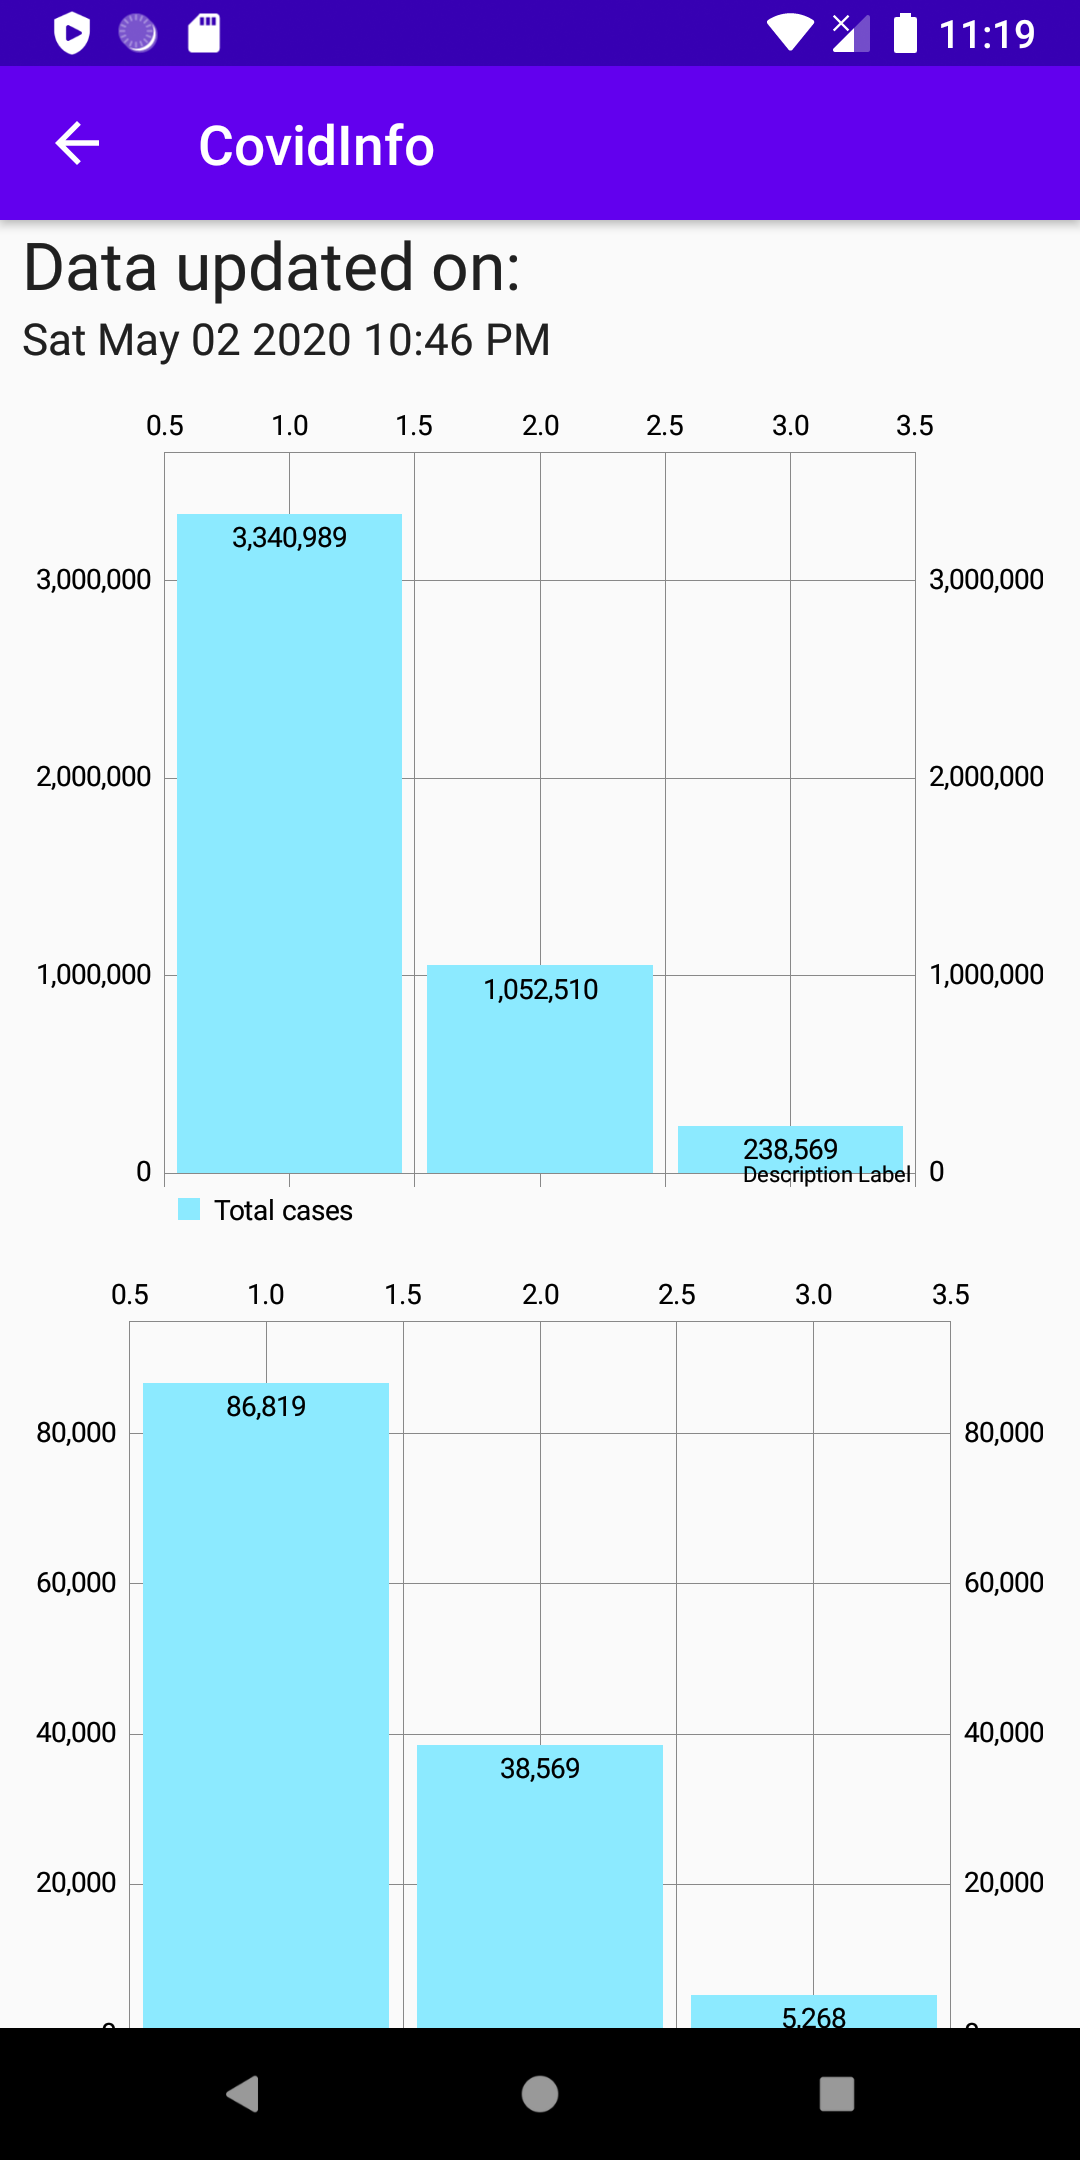 11:19
CovidInfo
Data updated on:
Sat May 02 2020 10:46 PM
0.5 1.0 1.5 2.0 2.5 3.0 3.5
3,340,989
3,000,000 3,000,000
2,000,000 2,000,000
1,000,000 1,000,000
1,052,510
238,569
0 Description Label 0
Total cases
0.5 1.0 1.5 2.0 2.5 3.0 3.5
86,819
80,000 80,000
60,000 60,000
40,000 40,000
38,569
20,000 20,000
5,268